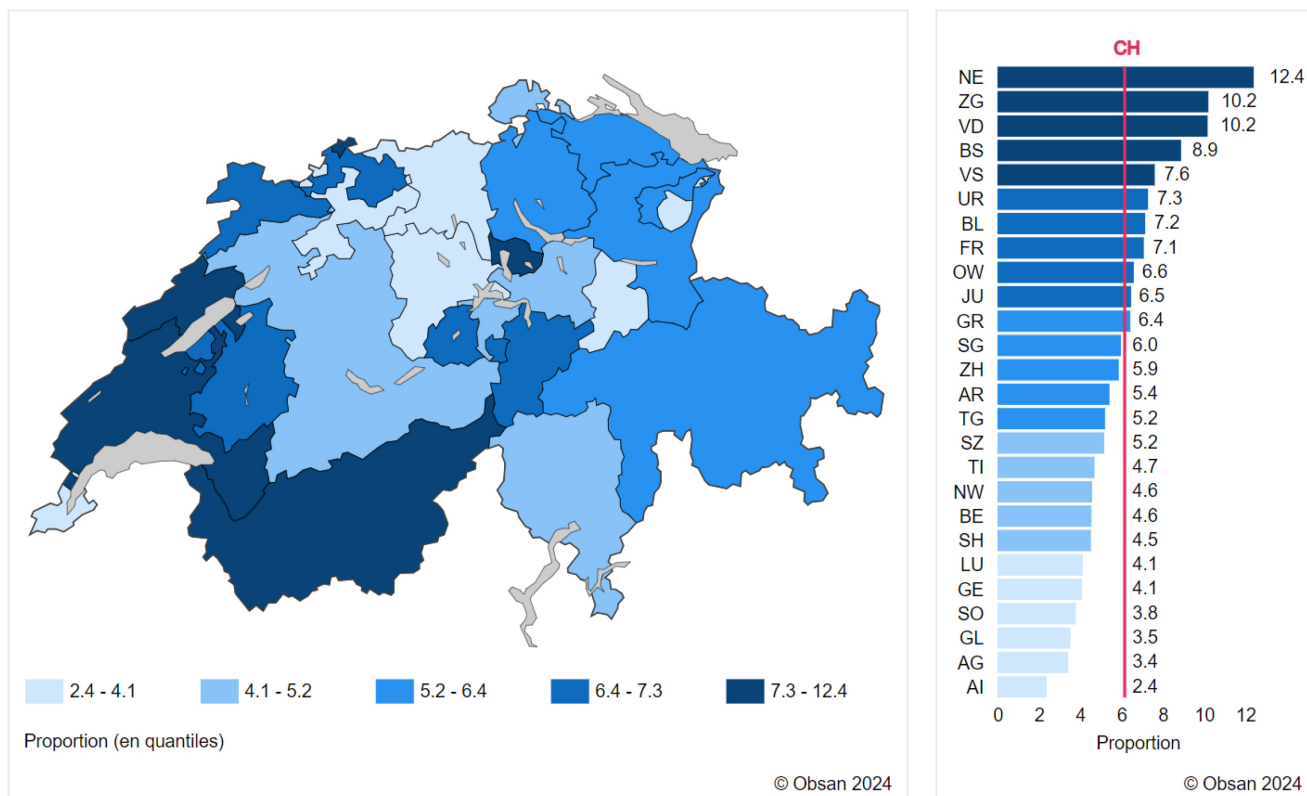 2.4 - 4.1
4.1 - 5.2
5.2 - 6.4
6.4 - 7.3
7.3 - 12.4
Proportion (en quantiles)
© Obsan 2024
CH
NE 12.4
ZG 10.2
VD 10.2
BS 8.9
VS 7.6
UR 7.3
BL 7.2
FR 7.1
OW 6.6
JU 6.5
GR 6.4
SG 6.0
ZH 5.9
AR 5.4
TG 5.2
SZ 5.2
TI 4.7
NW 4.6
BE 4.6
SH 4.5
LU 4.1
GE 4.1
SO 3.8
GL 3.5
AG 3.4
AI 2.4
0 2 4 6 8 10 12
Proportion
© Obsan 2024